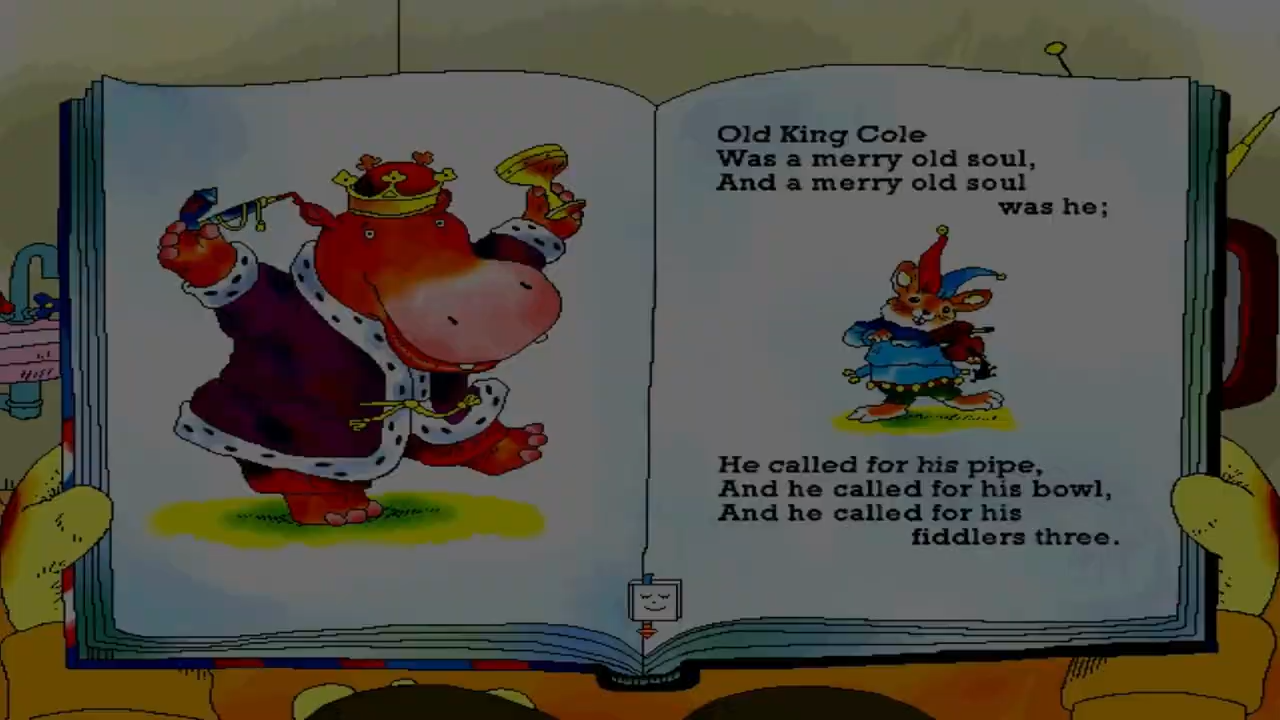 Old King Cole
Was a merry old soul,
And a merry old soul
was he;
He called for his pipe,
And he called for his bowl,
And he called for his
fiddlers three.